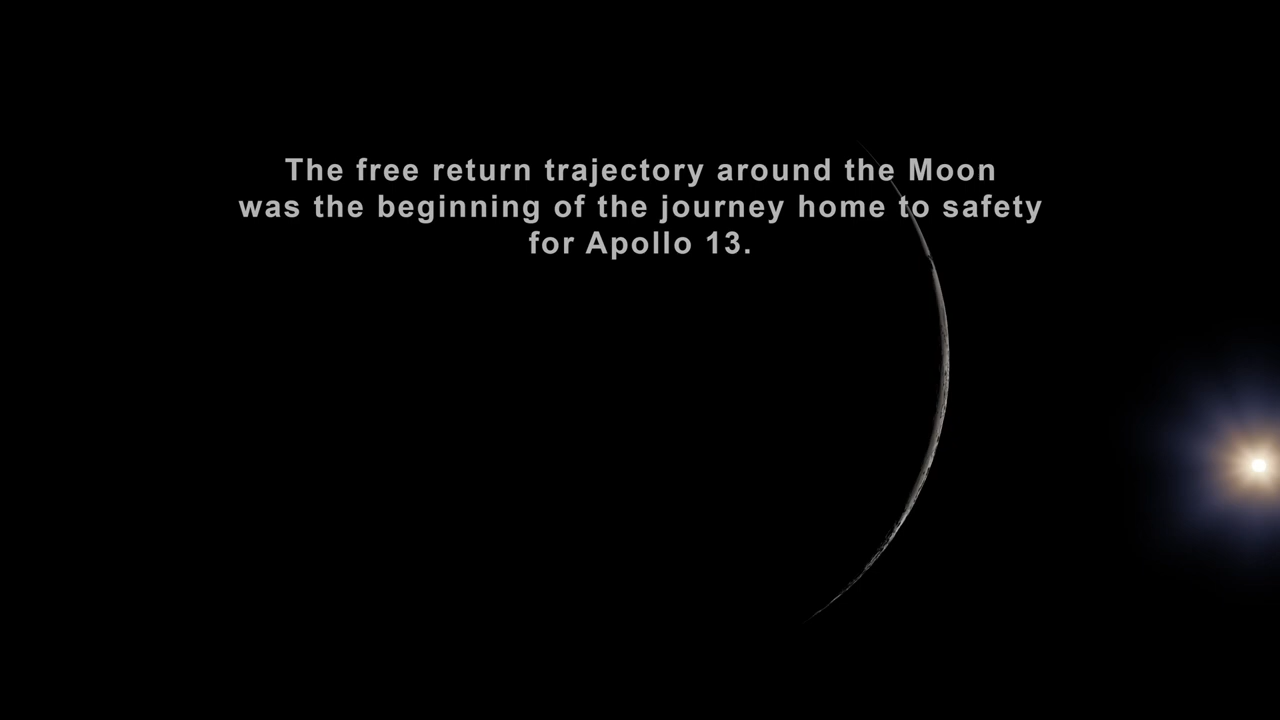 The free return trajectory around the Moon
was the beginning of the journey home to safety
for Apollo 13.